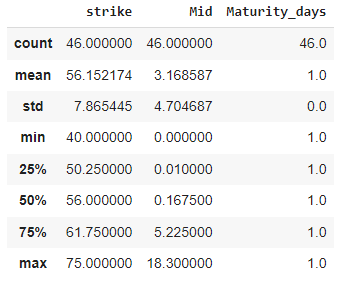 strike Mid Maturity_days
count 46.000000 46.000000 46.0
mean 56.152174 3.168587 1.0
std 7.865445 4.704687 0.0
min 40.000000 0.000000 1.0
25% 50.250000 0.010000 1.0
50% 56.000000 0.167500 1.0
75% 61.750000 5.225000 1.0
max 75.000000 18.300000 1.0